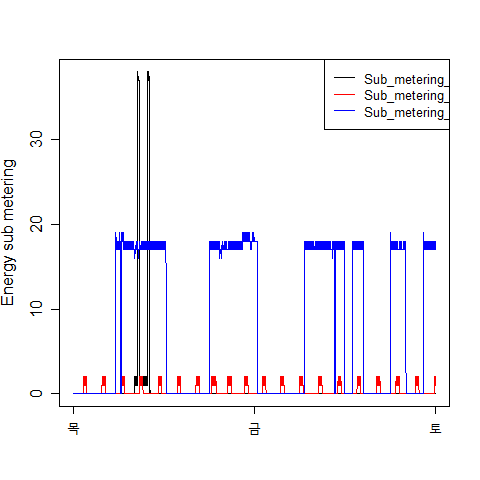 Sub_metering_
Sub_metering_
Sub_metering_
Energy sub metering
30
20
10
0
목 금 토